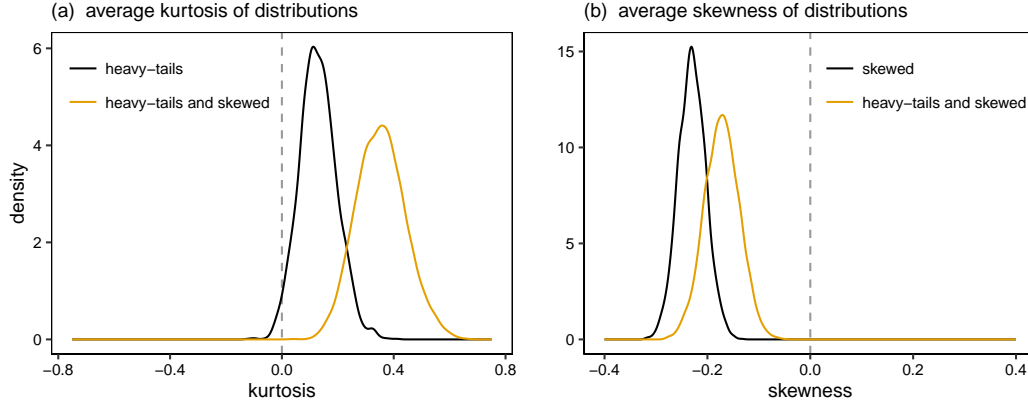 (a) average kurtosis of distributions
6
4
2
0
density
heavy−tails
heavy−tails and skewed
−0.8
−0.4
0.0
0.4
0.8
kurtosis
(b) average skewness of distributions
15
10
5
0
skewed
heavy−tails and skewed
−0.4
−0.2
0.0
0.2
0.4
skewness